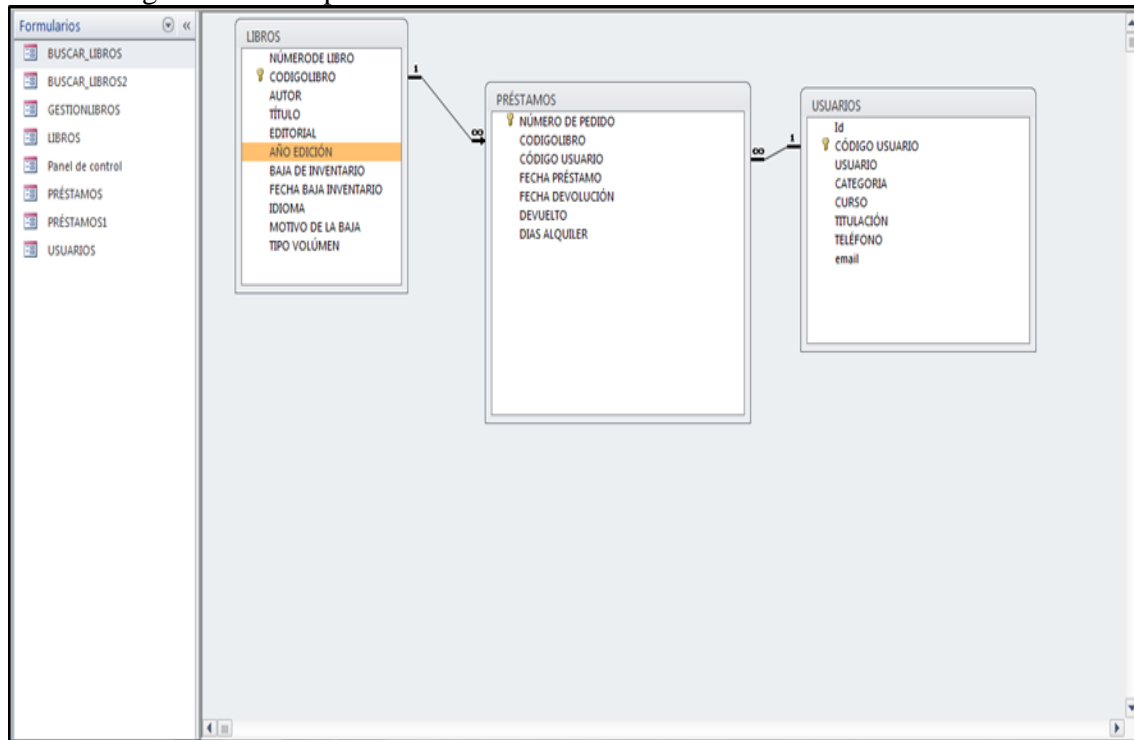 Formularios
BUSCAR_LIBROS
BUSCAR_LIBROS2
GESTIONLIBROS
LIBROS
Panel de control
PRÉSTAMOS
PRÉSTAMOS1
USUARIOS
LIBROS
NÚMERODE LIBRO
CODIGOLIBRO
AUTOR
TÍTULO
EDITORIAL
AÑO EDICIÓN
BAJA DE INVENTARIO
FECHA BAJA INVENTARIO
IDIOMA
MOTIVO DE LA BAJA
TIPO VOLÚMEN
1
∞
PRÉSTAMOS
NÚMERO DE PEDIDO
CODIGOLIBRO
CÓDIGO USUARIO
FECHA PRÉSTAMO
FECHA DEVOLUCIÓN
DEVUELTO
DIAS ALQUILER
∞
1
USUARIOS
Id
CÓDIGO USUARIO
USUARIO
CATEGORIA
CURSO
TITULACIÓN
TELÉFONO
email